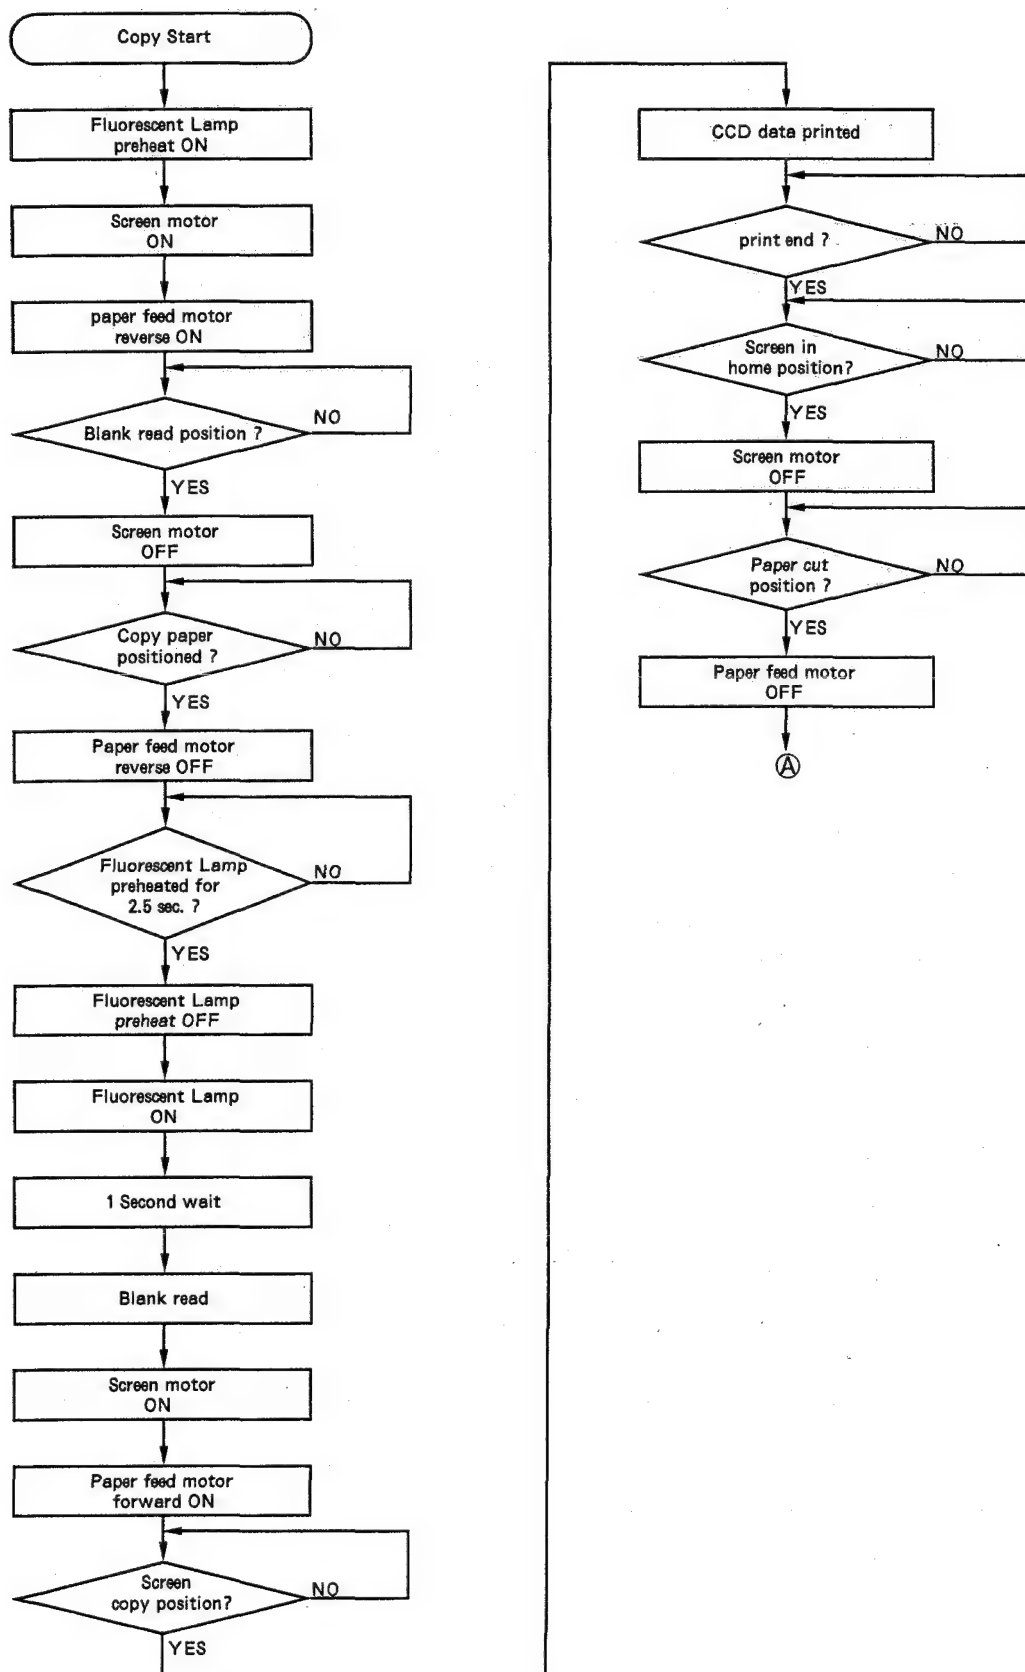 Copy Start
Fluorescent Lamp
preheat ON
Screen motor
ON
paper feed motor
reverse ON
Blank read position ?
NO
YES
Screen motor
OFF
Copy paper
positioned ?
NO
YES
Paper feed motor
reverse OFF
Fluorescent Lamp
preheated for
2.5 sec. ?
NO
YES
Fluorescent Lamp
preheat OFF
Fluorescent Lamp
ON
1 Second wait
Blank read
Screen motor
ON
Paper feed motor
forward ON
Screen
copy position?
NO
YES
CCD data printed
print end ?
NO
YES
Screen in
home position?
NO
YES
Screen motor
OFF
Paper cut
position ?
NO
YES
Paper feed motor
OFF
A